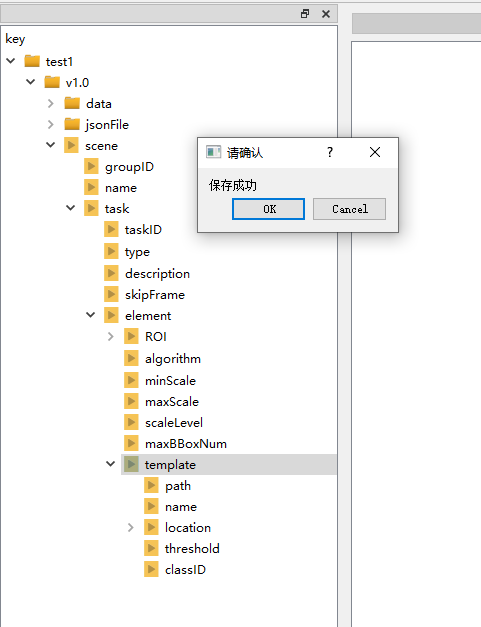 key
test1
v1.0
data
jsonFile
scene
groupID
name
task
taskID
type
description
skipFrame
element
ROI
algorithm
minScale
maxScale
scaleLevel
maxBBoxNum
template
path
name
location
threshold
classID
请确认 ?
保存成功
OK Cancel